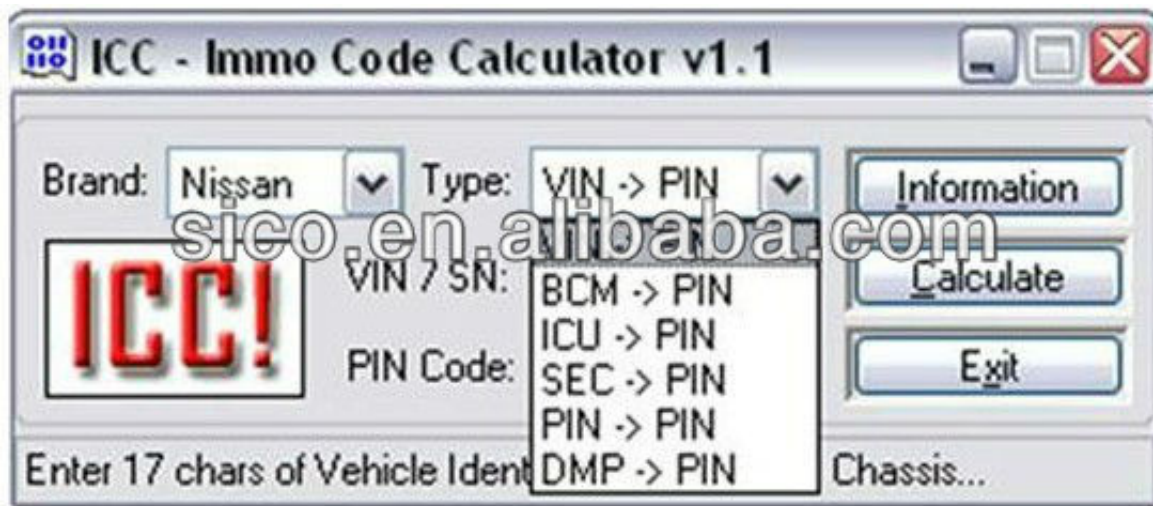 ICC - Immo Code Calculator v1.1
Brand: Nissan Type: VIN -> PIN Information
sico.en.alibaba.com
VIN / SN: Calculate
BCM -> PIN
ICU -> PIN
PIN Code: SEC -> PIN Exit
PIN -> PIN
Enter 17 chars of Vehicle DMP -> PIN Chassis...
ICC!